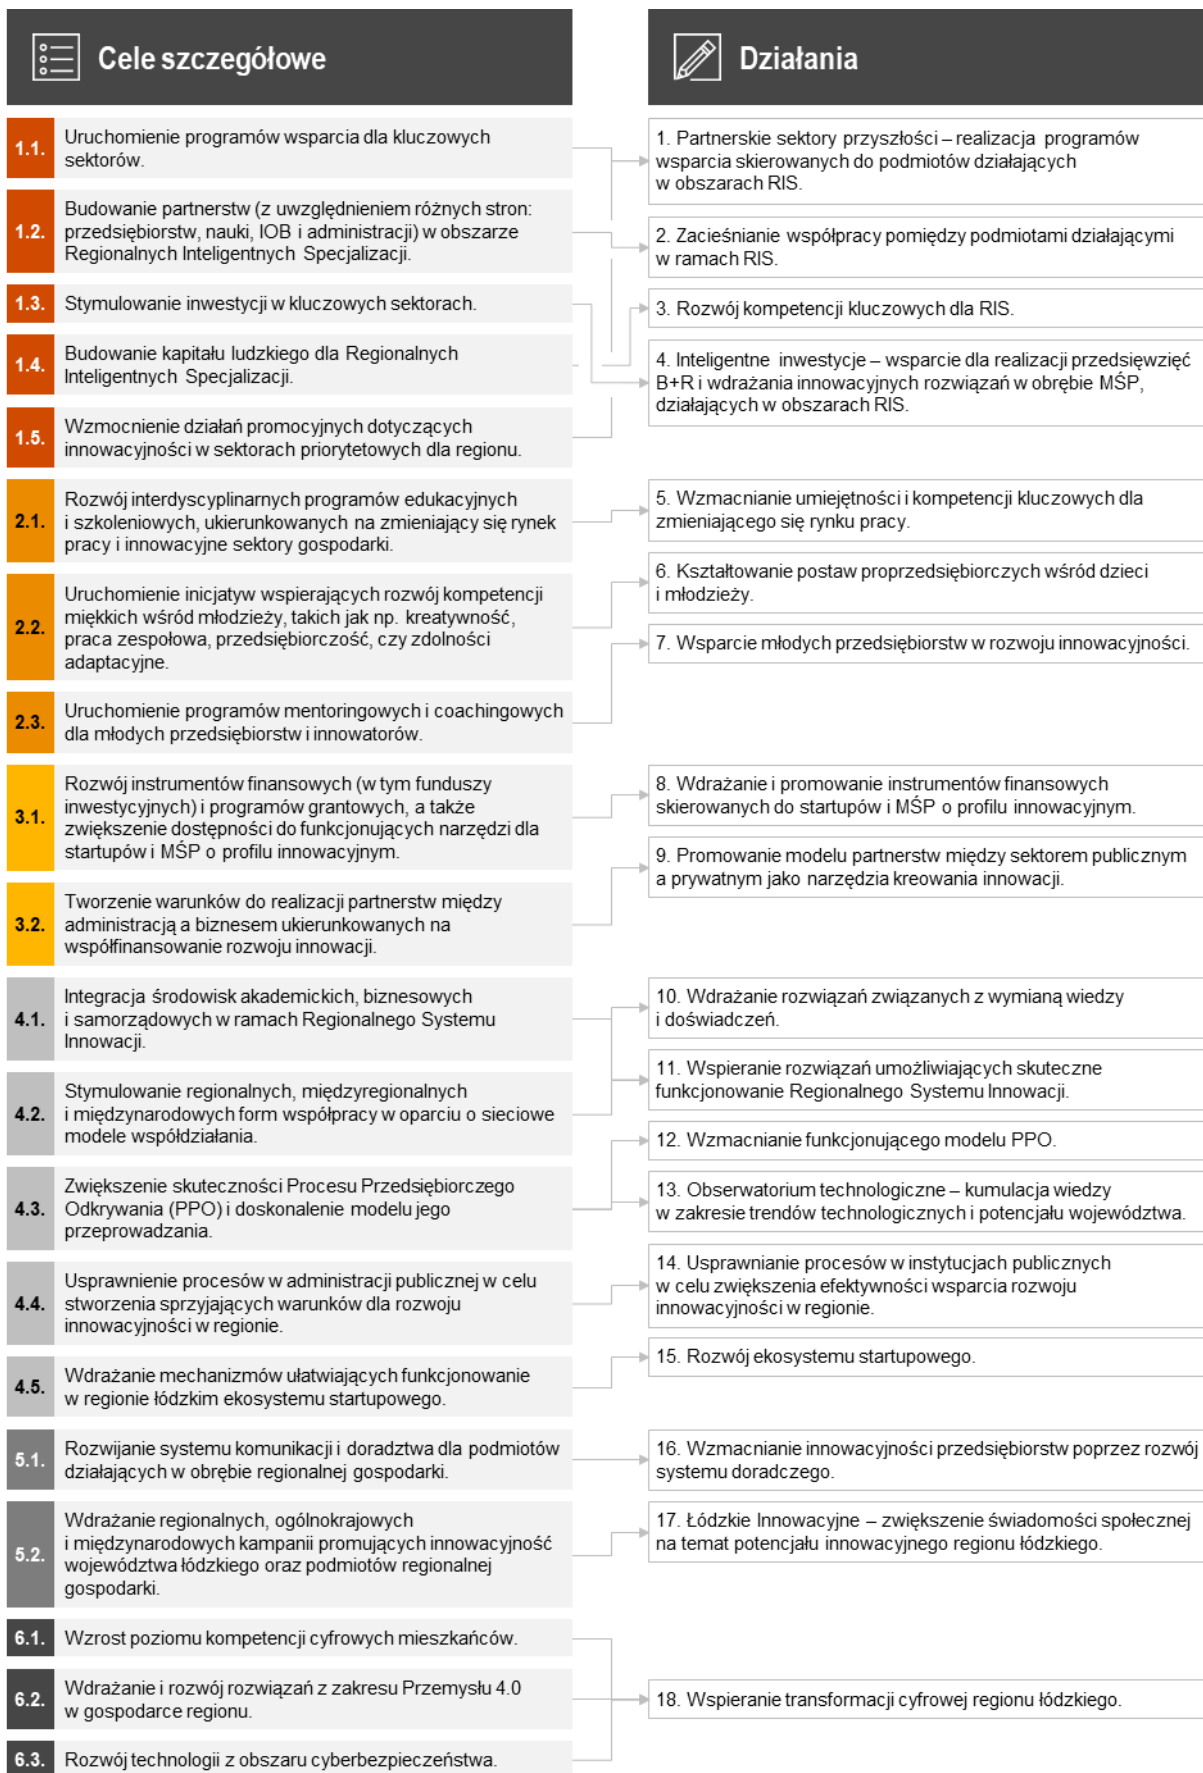 Cele szczegółowe
1.1.
Uruchomienie programów wsparcia dla kluczowych
sektorów.
1.2.
Budowanie partnerstw (z uwzględnieniem różnych stron:
przedsiębiorstw, nauki, IOB i administracji) w obszarze
Regionalnych Inteligentnych Specjalizacji.
1.3.
Stymulowanie inwestycji w kluczowych sektorach.
1.4.
Budowanie kapitału ludzkiego dla Regionalnych
Inteligentnych Specjalizacji.
1.5.
Wzmocnienie działań promocyjnych dotyczących
innowacyjności w sektorach priorytetowych dla regionu.
2.1.
Rozwój interdyscyplinarnych programów edukacyjnych
i szkoleniowych, ukierunkowanych na zmieniający się rynek
pracy i innowacyjne sektory gospodarki.
2.2.
Uruchomienie inicjatyw wspierających rozwój kompetencji
miękkich wśród młodzieży, takich jak np. kreatywność,
praca zespołowa, przedsiębiorczość, czy zdolności
adaptacyjne.
2.3.
Uruchomienie programów mentoringowych i coachingowych
dla młodych przedsiębiorstw i innowatorów.
3.1.
Rozwój instrumentów finansowych (w tym funduszy
inwestycyjnych) i programów grantowych, a także
zwiększenie dostępności do funkcjonujących narzędzi dla
startupów i MŚP o profilu innowacyjnym.
3.2.
Tworzenie warunków do realizacji partnerstw między
administracją a biznesem ukierunkowanych na
współfinansowanie rozwoju innowacji.
4.1.
Integracja środowisk akademickich, biznesowych
i samorządowych w ramach Regionalnego Systemu
Innowacji.
4.2.
Stymulowanie regionalnych, międzyregionalnych
i międzynarodowych form współpracy w oparciu o sieciowe
modele współdziałania.
4.3.
Zwiększenie skuteczności Procesu Przedsiębiorczego
Odkrywania (PPO) i doskonalenie modelu jego
przeprowadzania.
4.4.
Usprawnienie procesów w administracji publicznej w celu
stworzenia sprzyjających warunków dla rozwoju
innowacyjności w regionie.
4.5.
Wdrażanie mechanizmów ułatwiających funkcjonowanie
w regionie łódzkim ekosystemu startupowego.
5.1.
Rozwijanie systemu komunikacji i doradztwa dla podmiotów
działających w obrębie regionalnej gospodarki.
5.2.
Wdrażanie regionalnych, ogólnokrajowych
i międzynarodowych kampanii promujących innowacyjność
województwa łódzkiego oraz podmiotów regionalnej
gospodarki.
6.1.
Wzrost poziomu kompetencji cyfrowych mieszkańców.
6.2.
Wdrażanie i rozwój rozwiązań z zakresu Przemysłu 4.0
w gospodarce regionu.
6.3.
Rozwój technologii z obszaru cyberbezpieczeństwa.
Działania
1. Partnerskie sektory przyszłości – realizacja programów
wsparcia skierowanych do podmiotów działających
w obszarach RIS.
2. Zacieśnianie współpracy pomiędzy podmiotami działającymi
w ramach RIS.
3. Rozwój kompetencji kluczowych dla RIS.
4. Inteligentne inwestycje – wsparcie dla realizacji przedsięwzięć
B+R i wdrażania innowacyjnych rozwiązań w obrębie MŚP,
działających w obszarach RIS.
5. Wzmacnianie umiejętności i kompetencji kluczowych dla
zmieniającego się rynku pracy.
6. Kształtowanie postaw proprzedsiębiorczych wśród dzieci
i młodzieży.
7. Wsparcie młodych przedsiębiorstw w rozwoju innowacyjności.
8. Wdrażanie i promowanie instrumentów finansowych
skierowanych do startupów i MŚP o profilu innowacyjnym.
9. Promowanie modelu partnerstw między sektorem publicznym
a prywatnym jako narzędzia kreowania innowacji.
10. Wdrażanie rozwiązań związanych z wymianą wiedzy
i doświadczeń.
11. Wspieranie rozwiązań umożliwiających skuteczne
funkcjonowanie Regionalnego Systemu Innowacji.
12. Wzmacnianie funkcjonującego modelu PPO.
13. Obserwatorium technologiczne – kumulacja wiedzy
w zakresie trendów technologicznych i potencjału województwa.
14. Usprawnianie procesów w instytucjach publicznych
w celu zwiększenia efektywności wsparcia rozwoju
innowacyjności w regionie.
15. Rozwój ekosystemu startupowego.
16. Wzmacnianie innowacyjności przedsiębiorstw poprzez rozwój
systemu doradczego.
17. Łódzkie Innowacyjne – zwiększenie świadomości społecznej
na temat potencjału innowacyjnego regionu łódzkiego.
18. Wspieranie transformacji cyfrowej regionu łódzkiego.